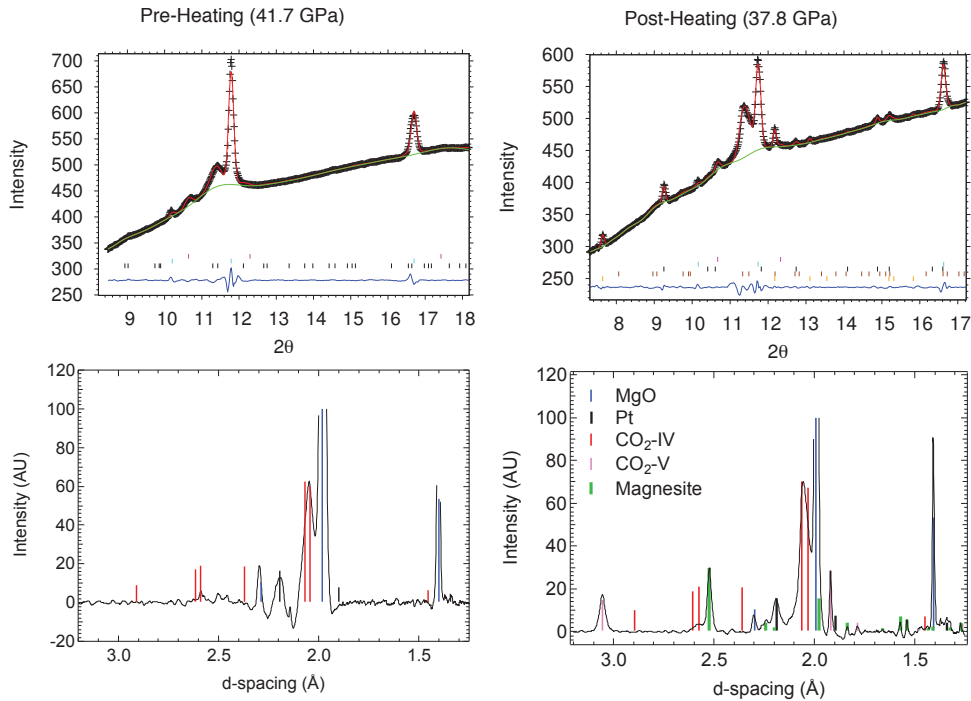 Pre-Heating (41.7 GPa)
Post-Heating (37.8 GPa)
Intensity
700
650
600
550
500
450
400
350
300
250
9 10 11 12 13 14 15 16 17 18
2θ
Intensity
600
550
500
450
400
350
300
250
8 9 10 11 12 13 14 15 16 17
2θ
Intensity (AU)
120
100
80
60
40
20
0
-20
3.0 2.5 2.0 1.5
d-spacing (Å)
Intensity (AU)
120
100
80
60
40
20
0
3.0 2.5 2.0 1.5
d-spacing (Å)
MgO
Pt
CO₂-IV
CO₂-V
Magnesite